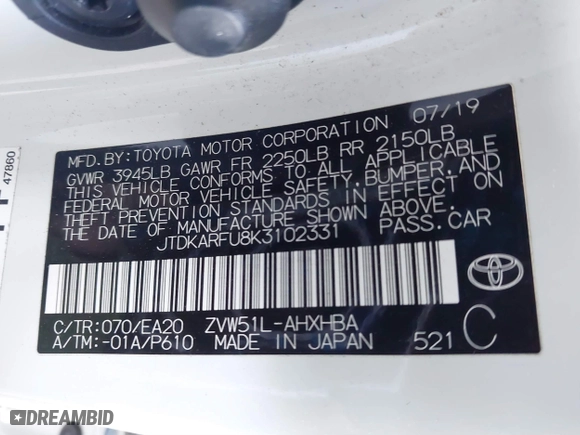 47860
07/19
MFD.BY:TOYOTA MOTOR CORPORATION
GVWR 3945LB GAWR FR 2250LB RR 2150LB
THIS VEHICLE CONFORMS TO ALL APPLICABLE
FEDERAL MOTOR VEHICLE SAFETY,BUMPER,AND
THEFT PREVENTION STANDARDS IN EFFECT ON
THE DATE OF MANUFACTURE SHOWN ABOVE.
JTDKARFU8K3102331 PASS.CAR
C/TR:070/EA20 ZVW51L-AHXHBA
A/TM:-01A/P610 MADE IN JAPAN 521 C
DREAMBID